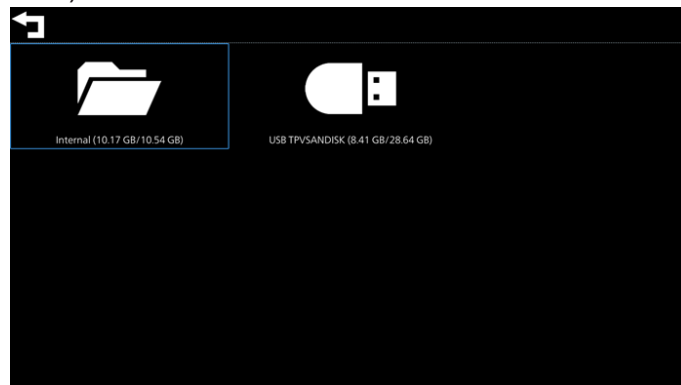 Internal (10.17 GB/10.54 GB)
USB TPVSANDISK (8.41 GB/28.64 GB)